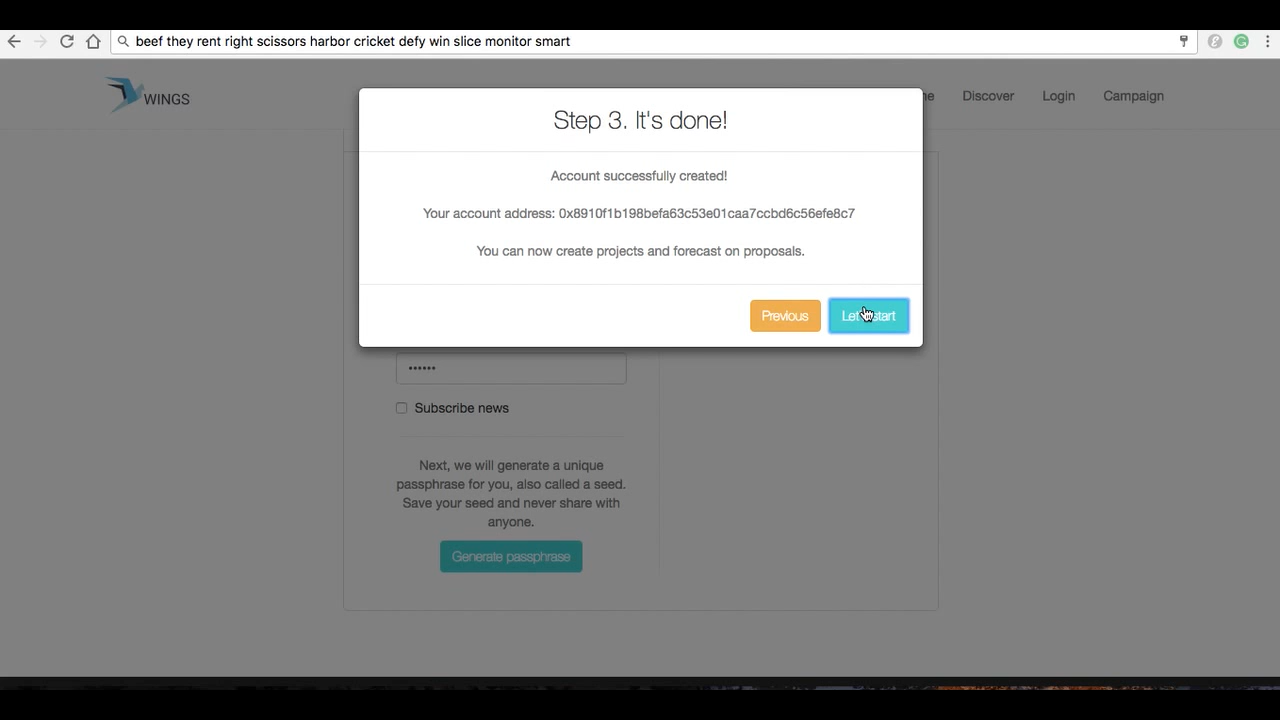 beef they rent right scissors harbor cricket defy win slice monitor smart
WINGS
Discover
Login
Campaign
Step 3. It's done!
Account successfully created!
Your account address: 0x8910f1b198befa63c53e01caa7ccbd6c56efe8c7
You can now create projects and forecast on proposals.
Previous
start
Subscribe news
Next, we will generate a unique
passphrase for you, also called a seed.
Save your seed and never share with
anyone.
Generate passphrase